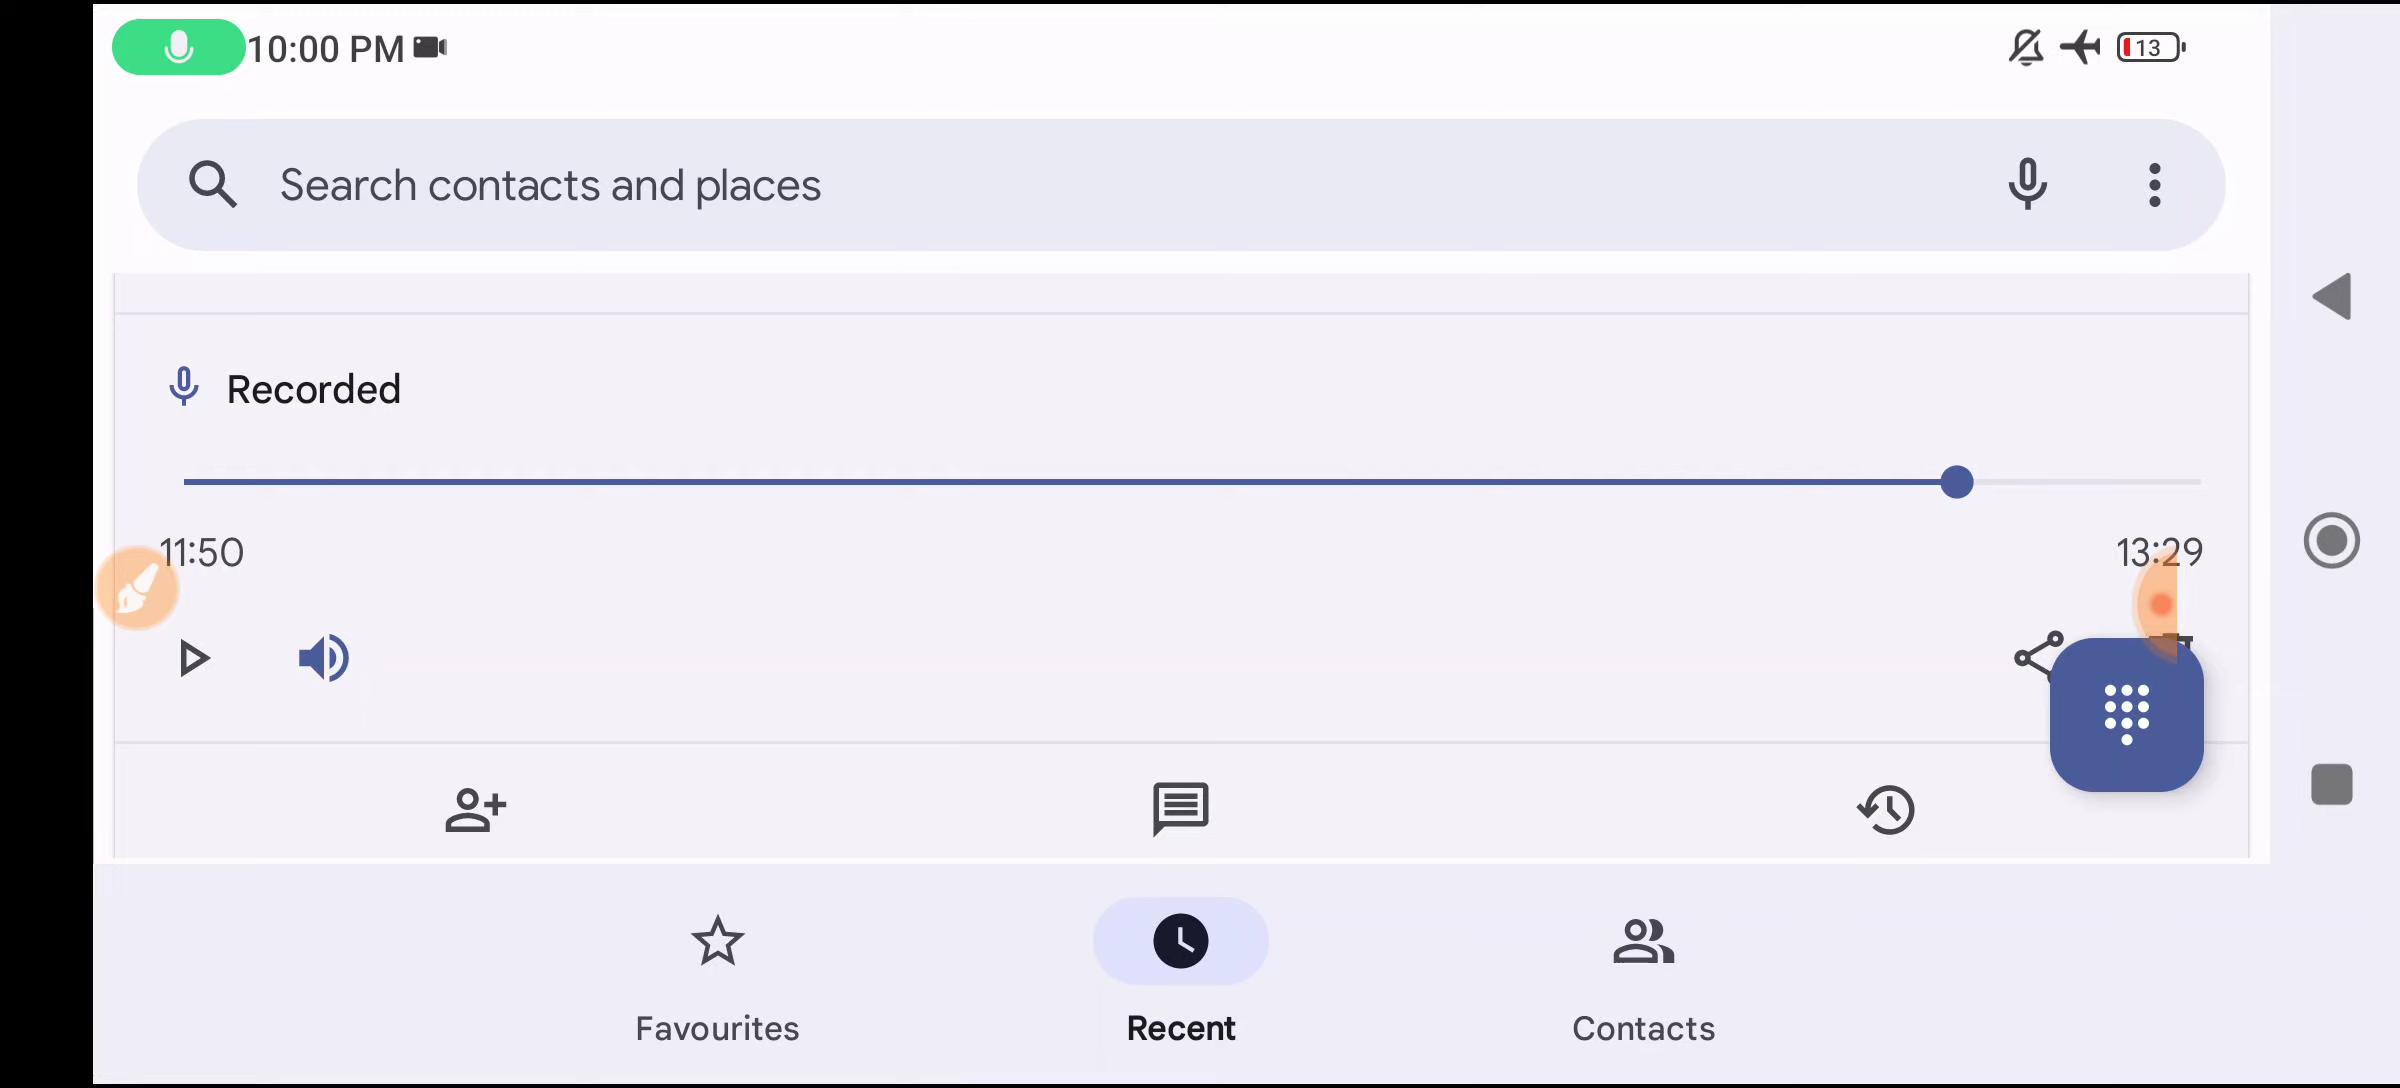 10:00 PM
13
Search contacts and places
Recorded
11:50
13:29
Favourites
Recent
Contacts